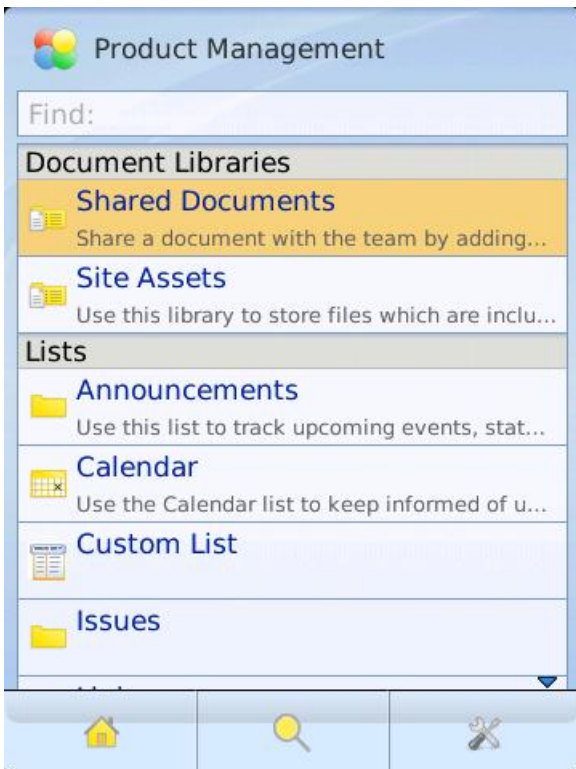 Product Management
Find:
Document Libraries
Shared Documents
Share a document with the team by adding...
Site Assets
Use this library to store files which are inclu...
Lists
Announcements
Use this list to track upcoming events, stat...
Calendar
Use the Calendar list to keep informed of u...
Custom List
Issues